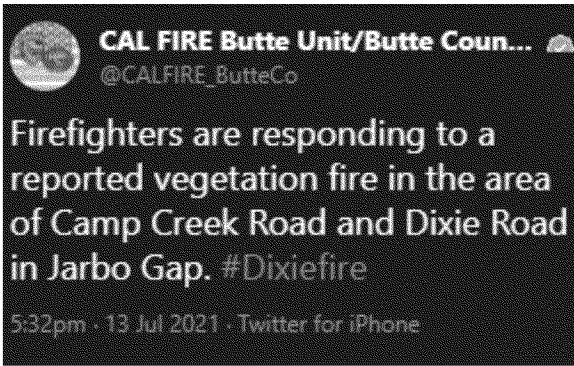 CAL FIRE Butte Unit/Butte Coun...
@CALFIRE_ButteCo
Firefighters are responding to a
reported vegetation fire in the area
of Camp Creek Road and Dixie Road
in Jarbo Gap. #Dixiefire
5:32pm · 13 Jul 2021 · Twitter for iPhone